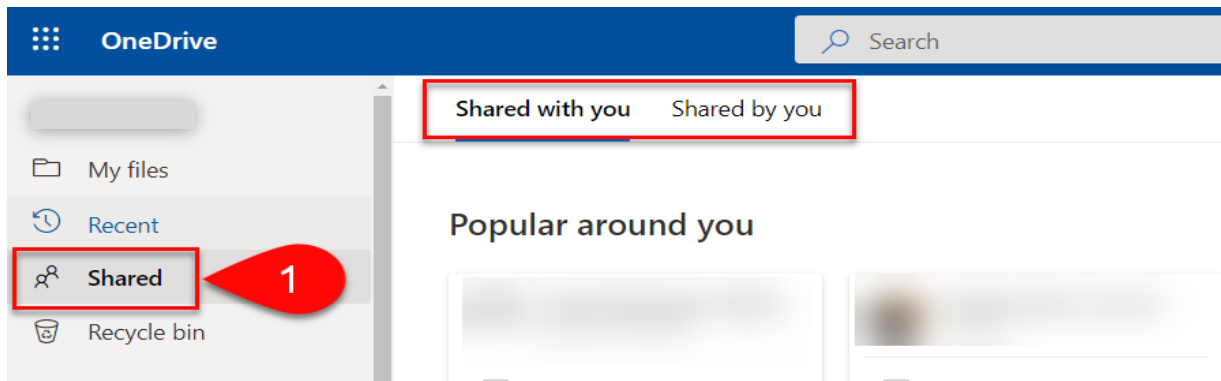 OneDrive
Search
Shared with you Shared by you
My files
Recent
Shared
1
Recycle bin
Popular around you